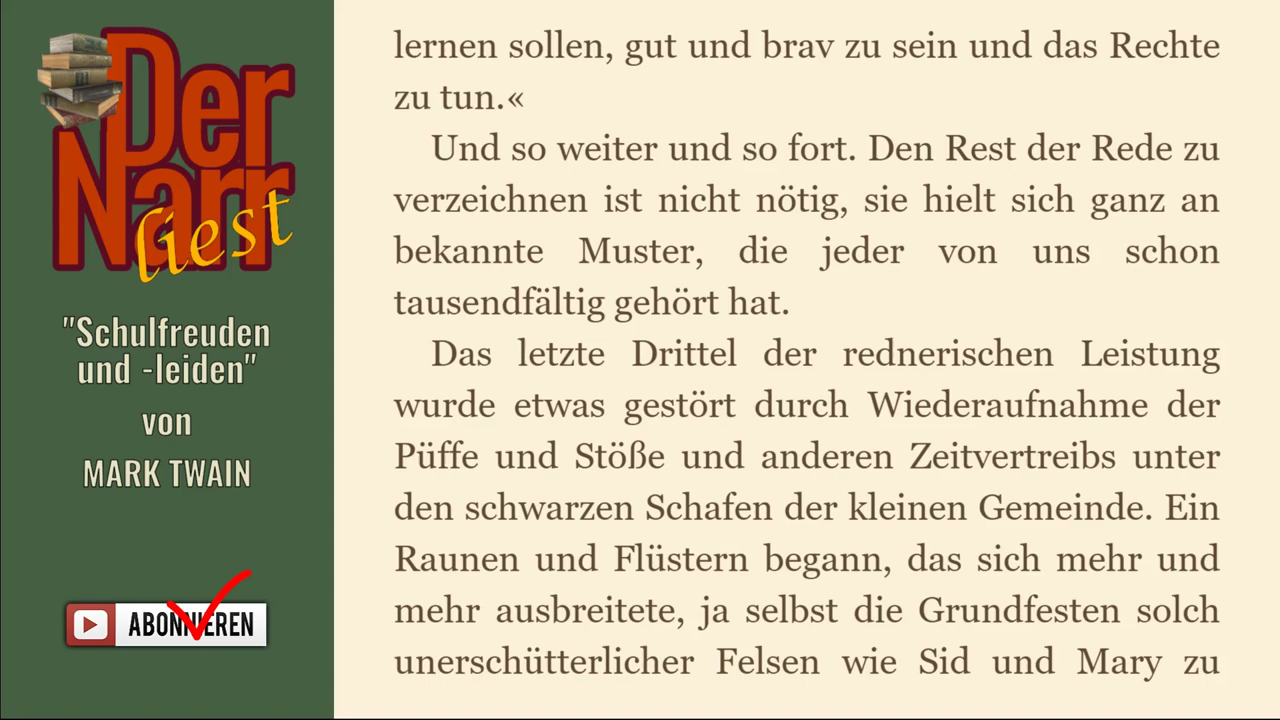 Der
Narr
liest
"Schulfreuden
und -leiden"
von
MARK TWAIN
ABONNIEREN
lernen sollen, gut und brav zu sein und das Rechte
zu tun.«
Und so weiter und so fort. Den Rest der Rede zu
verzeichnen ist nicht nötig, sie hielt sich ganz an
bekannte Muster, die jeder von uns schon
tausendfältig gehört hat.
Das letzte Drittel der rednerischen Leistung
wurde etwas gestört durch Wiederaufnahme der
Püffe und Stöße und anderen Zeitvertreibs unter
den schwarzen Schafen der kleinen Gemeinde. Ein
Raunen und Flüstern begann, das sich mehr und
mehr ausbreitete, ja selbst die Grundfesten solch
unerschütterlicher Felsen wie Sid und Mary zu